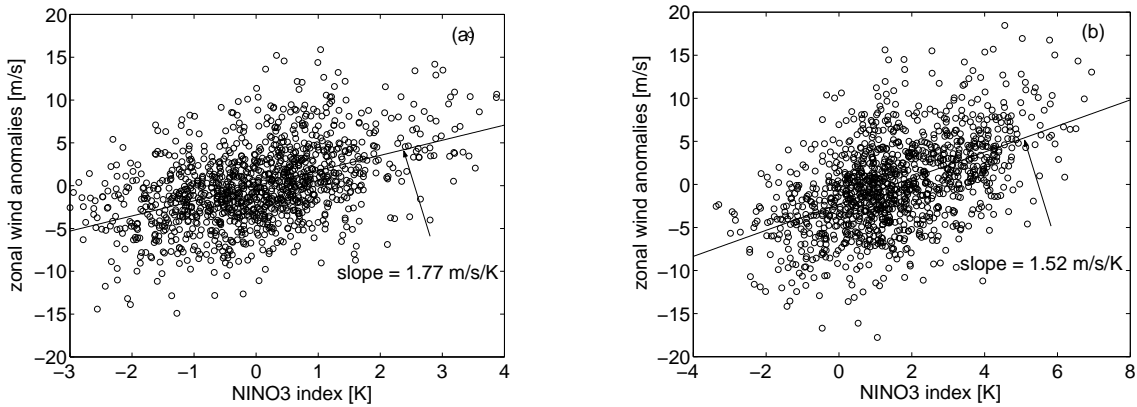 20
15
10
5
0
−5
−10
−15
−20
−3 −2 −1 0 1 2 3 4
zonal wind anomalies [m/s]
NINO3 index [K]
(a)
slope = 1.77 m/s/K
20
15
10
5
0
−5
−10
−15
−20
−4 −2 0 2 4 6 8
zonal wind anomalies [m/s]
NINO3 index [K]
(b)
slope = 1.52 m/s/K